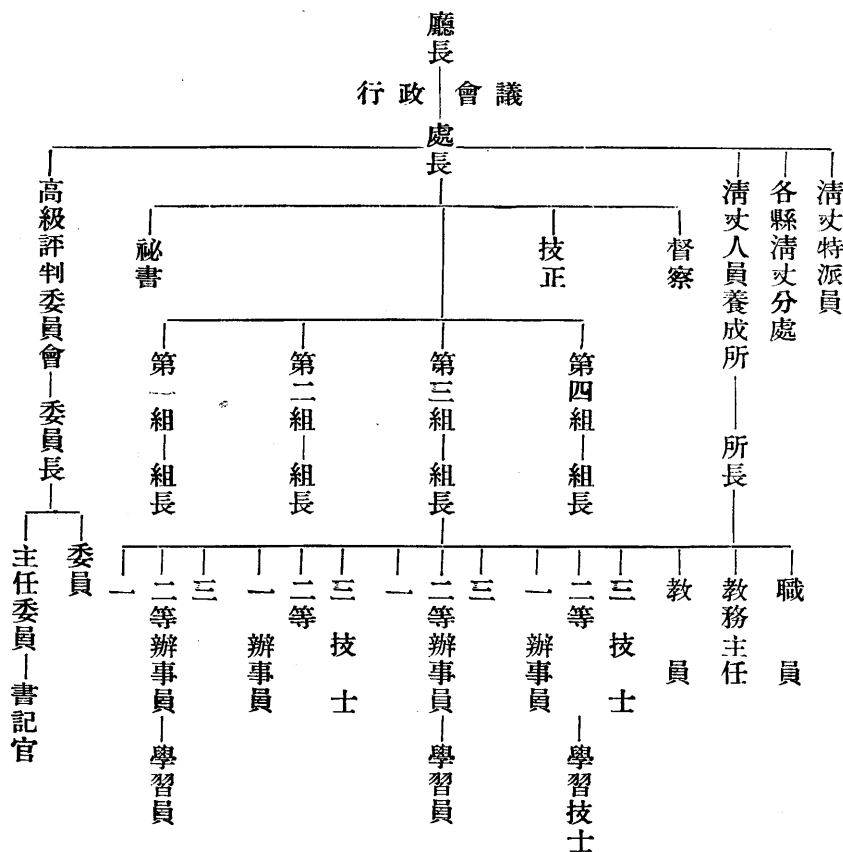 廳長
行政會議
處長
清丈特派員
各縣清丈分處
清丈人員養成所
所長
高級評判委員會
委員長
督察
技正
祕書
第四組
組長
第三組
組長
第二組
組長
第一組
組長
職員
教務主任
教員
三
二等
一
技士
辦事員
學習技士
三
二等辦事員
一
學習員
三
二等
一
技士
辦事員
三
二等辦事員
一
學習員
委員
主任委員
書記官